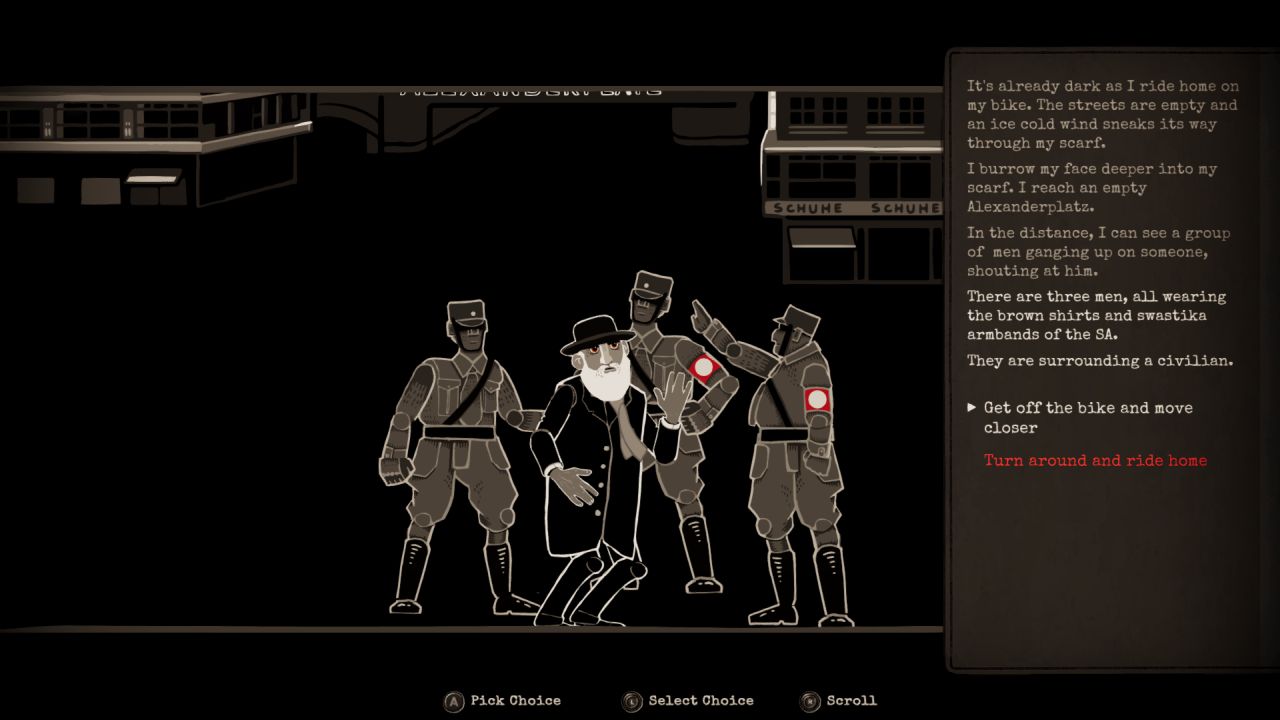 ALEXANDERPLATZ
SCHUHE SCHUHE
It's already dark as I ride home on
my bike. The streets are empty and
an ice cold wind sneaks its way
through my scarf.
I burrow my face deeper into my
scarf. I reach an empty
Alexanderplatz.
In the distance, I can see a group
of men ganging up on someone,
shouting at him.
There are three men, all wearing
the brown shirts and swastika
armbands of the SA.
They are surrounding a civilian.
Get off the bike and move
closer
Turn around and ride home
A Pick Choice
L Select Choice
R Scroll